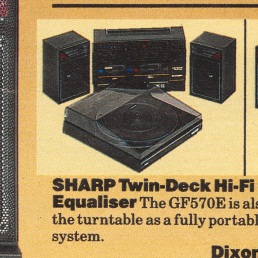 SHARP Twin-Deck Hi-Fi
Equaliser The GF570E is als
the turntable as a fully portabl
system.
Dixon